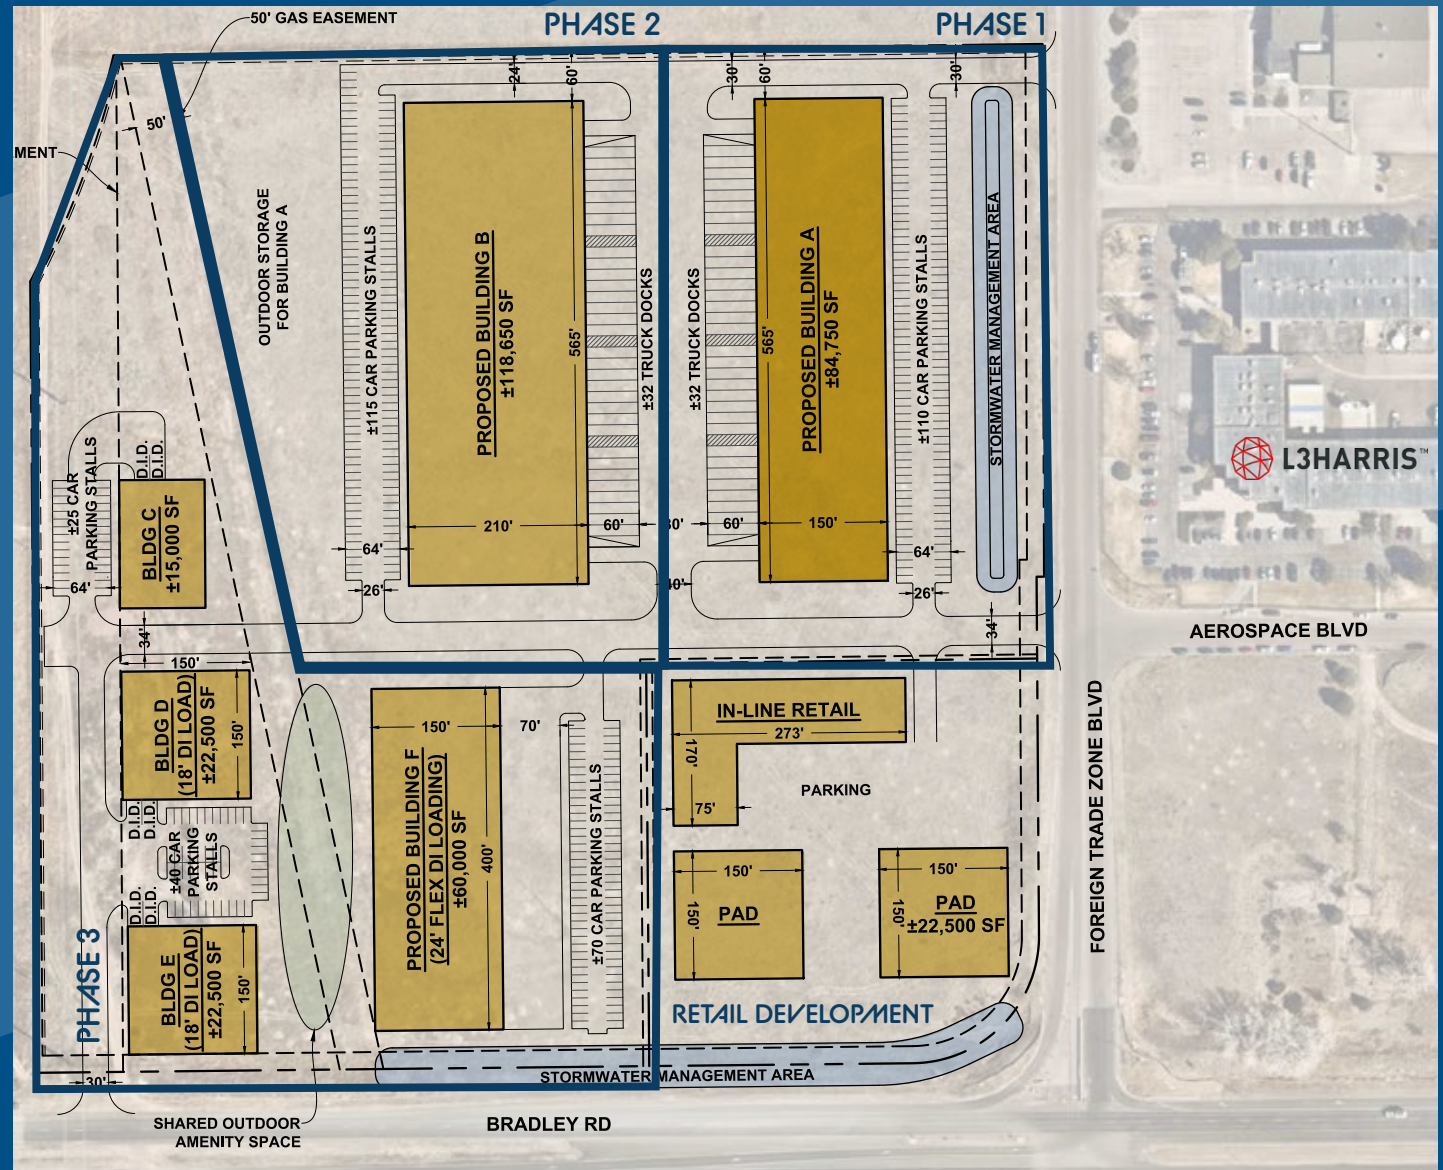 50' GAS EASEMENT
PHASE 2
PHASE 1
24'
60'
30'
60'
30'
50'
MENT
OUTDOOR STORAGE
FOR BUILDING A
±115 CAR PARKING STALLS
PROPOSED BUILDING B
±118,650 SF
565'
±32 TRUCK DOCKS
±32 TRUCK DOCKS
565'
PROPOSED BUILDING A
±84,750 SF
±110 CAR PARKING STALLS
STORMWATER MANAGEMENT AREA
L3HARRIS™
210'
60'
60'
150'
64'
26'
64'
26'
34'
±25 CAR
PARKING STALLS
D.I.D.
D.I.D.
BLDG C
±15,000 SF
64'
34'
150'
AEROSPACE BLVD
BLDG D
(18' DI LOAD)
±22,500 SF
150'
D.I.D.
D.I.D.
±40 CAR
PARKING
STALLS
D.I.D.
D.I.D.
BLDG E
(18' DI LOAD)
±22,500 SF
150'
PHASE 3
30'
150'
PROPOSED BUILDING F
(24' FLEX DI LOADING)
±60,000 SF
400'
70'
±70 CAR PARKING STALLS
IN-LINE RETAIL
273'
170'
75'
PARKING
150'
150'
PAD
150'
150'
PAD
±22,500 SF
FOREIGN TRADE ZONE BLVD
RETAIL DEVELOPMENT
STORMWATER MANAGEMENT AREA
SHARED OUTDOOR
AMENITY SPACE
BRADLEY RD